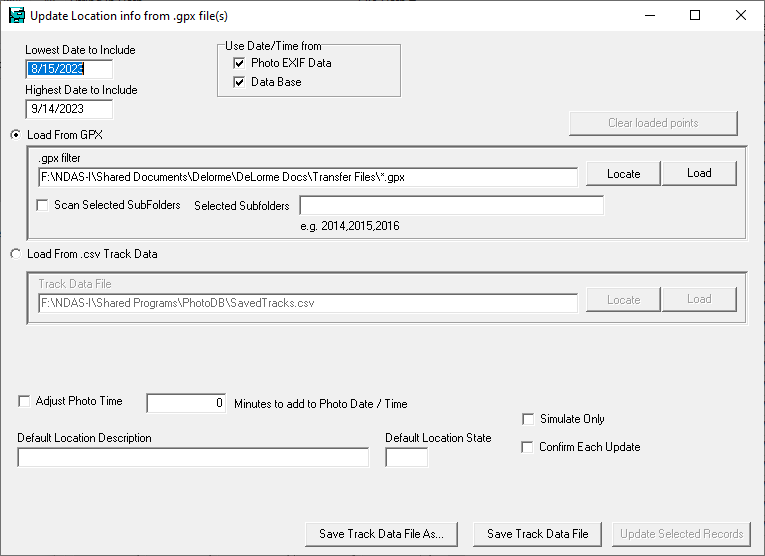 Update Location info from .gpx file(s)
Lowest Date to Include
8/15/2023
Highest Date to Include
9/14/2023
Use Date/Time from
Photo EXIF Data
Data Base
Clear loaded points
Load From GPX
.gpx filter
F:\NDAS-I\Shared Documents\Delorme\DeLorme Docs\Transfer Files\*.gpx
Locate
Load
Scan Selected SubFolders
Selected Subfolders
e.g. 2014,2015,2016
Load From .csv Track Data
Track Data File
F:\NDAS-I\Shared Programs\PhotoDB\SavedTracks.csv
Locate
Load
Adjust Photo Time
0
Minutes to add to Photo Date / Time
Simulate Only
Default Location Description
Default Location State
Confirm Each Update
Save Track Data File As...
Save Track Data File
Update Selected Records